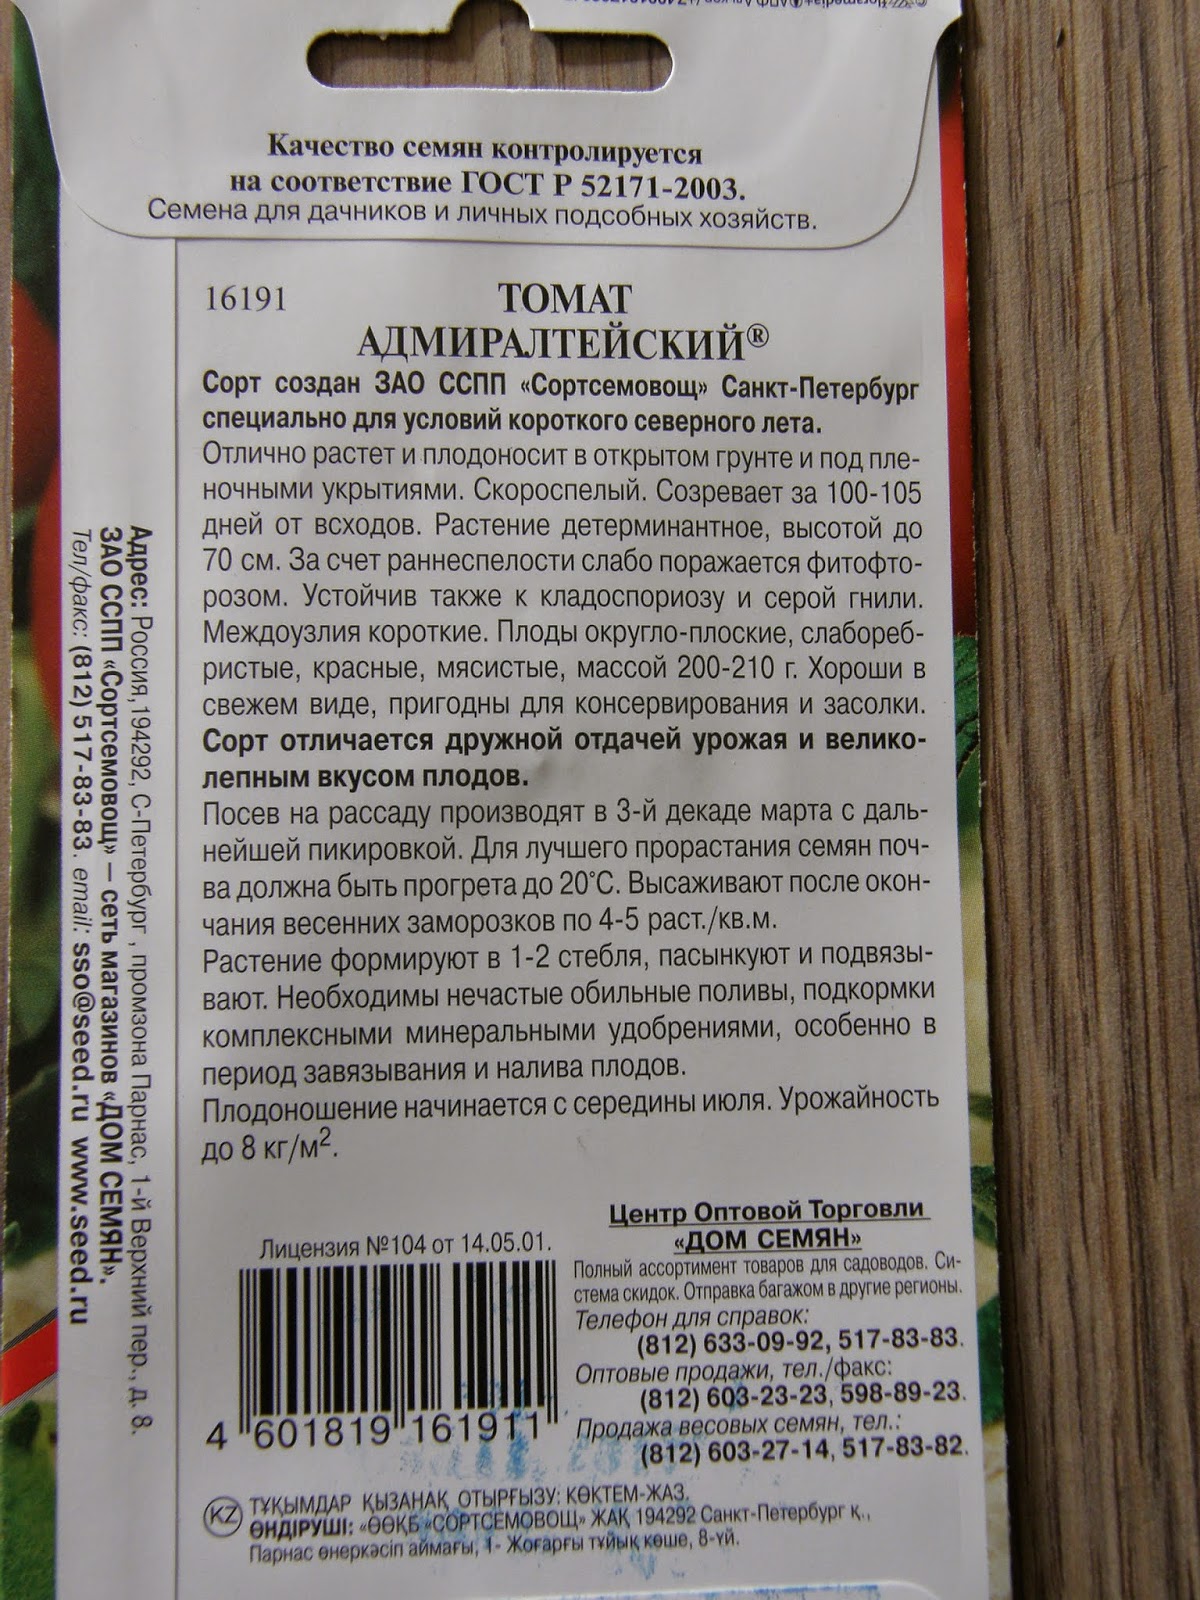 Качество семян контролируется
на соответствие ГОСТ Р 52171-2003.
Семена для дачников и личных подсобных хозяйств.
16191
ТОМАТ
АДМИРАЛТЕЙСКИЙ®
Сорт создан ЗАО ССПП «Сортсемовощ» Санкт-Петербург
специально для условий короткого северного лета.
Отлично растет и плодоносит в открытом грунте и под пле-
ночными укрытиями. Скороспелый. Созревает за 100-105
дней от всходов. Растение детерминантное, высотой до
70 см. За счет раннеспелости слабо поражается фитофто-
розом. Устойчив также к кладоспориозу и серой гнили.
Междоузлия короткие. Плоды округло-плоские, слаборeб-
ристые, красные, мясистые, массой 200-210 г. Хороши в
свежем виде, пригодны для консервирования и засолки.
Сорт отличается дружной отдачей урожая и велико-
лепным вкусом плодов.
Посев на рассаду производят в 3-й декаде марта с даль-
нейшей пикировкой. Для лучшего прорастания семян поч-
ва должна быть прогрета до 20°С. Высаживают после окон-
чания весенних заморозков по 4-5 раст./кв.м.
Растение формируют в 1-2 стебля, пасынкуют и подвязы-
вают. Необходимы нечастые обильные поливы, подкормки
комплексными минеральными удобрениями, особенно в
период завязывания и налива плодов.
Плодоношение начинается с середины июля. Урожайность
до 8 кг/м².
Адрес: Россия, 194292, С-Петербург , промзона Парнас, 1-й Верхний пер., д. 8.
ЗАО ССПП «Сортсемовощ» – сеть магазинов «ДОМ СЕМЯН».
Тел/факс: (812) 517-83-83. email: sso@seed.ru www.seed.ru
Лицензия №104 от 14.05.01.
4 601819 161911
Центр Оптовой Торговли
«ДОМ СЕМЯН»
Полный ассортимент товаров для садоводов. Си-
стема скидок. Отправка багажом в другие регионы.
Телефон для справок:
(812) 633-09-92, 517-83-83.
Оптовые продажи, тел./факс:
(812) 603-23-23, 598-89-23.
Продажа весовых семян, тел.:
(812) 603-27-14, 517-83-82.
KZ ТҰҚЫМДАР ҚЫЗАНАҚ ОТЫРҒЫЗУ: КӨКТЕМ-ЖАЗ.
ӨНДІРУШІ: «ӨӨҚБ «СОРТСЕМОВОЩ» ЖАҚ 194292 Санкт-Петербург қ.,
Парнас өнеркәсіп аймағы, 1- Жоғарғы тұйық көше, 8-үй.